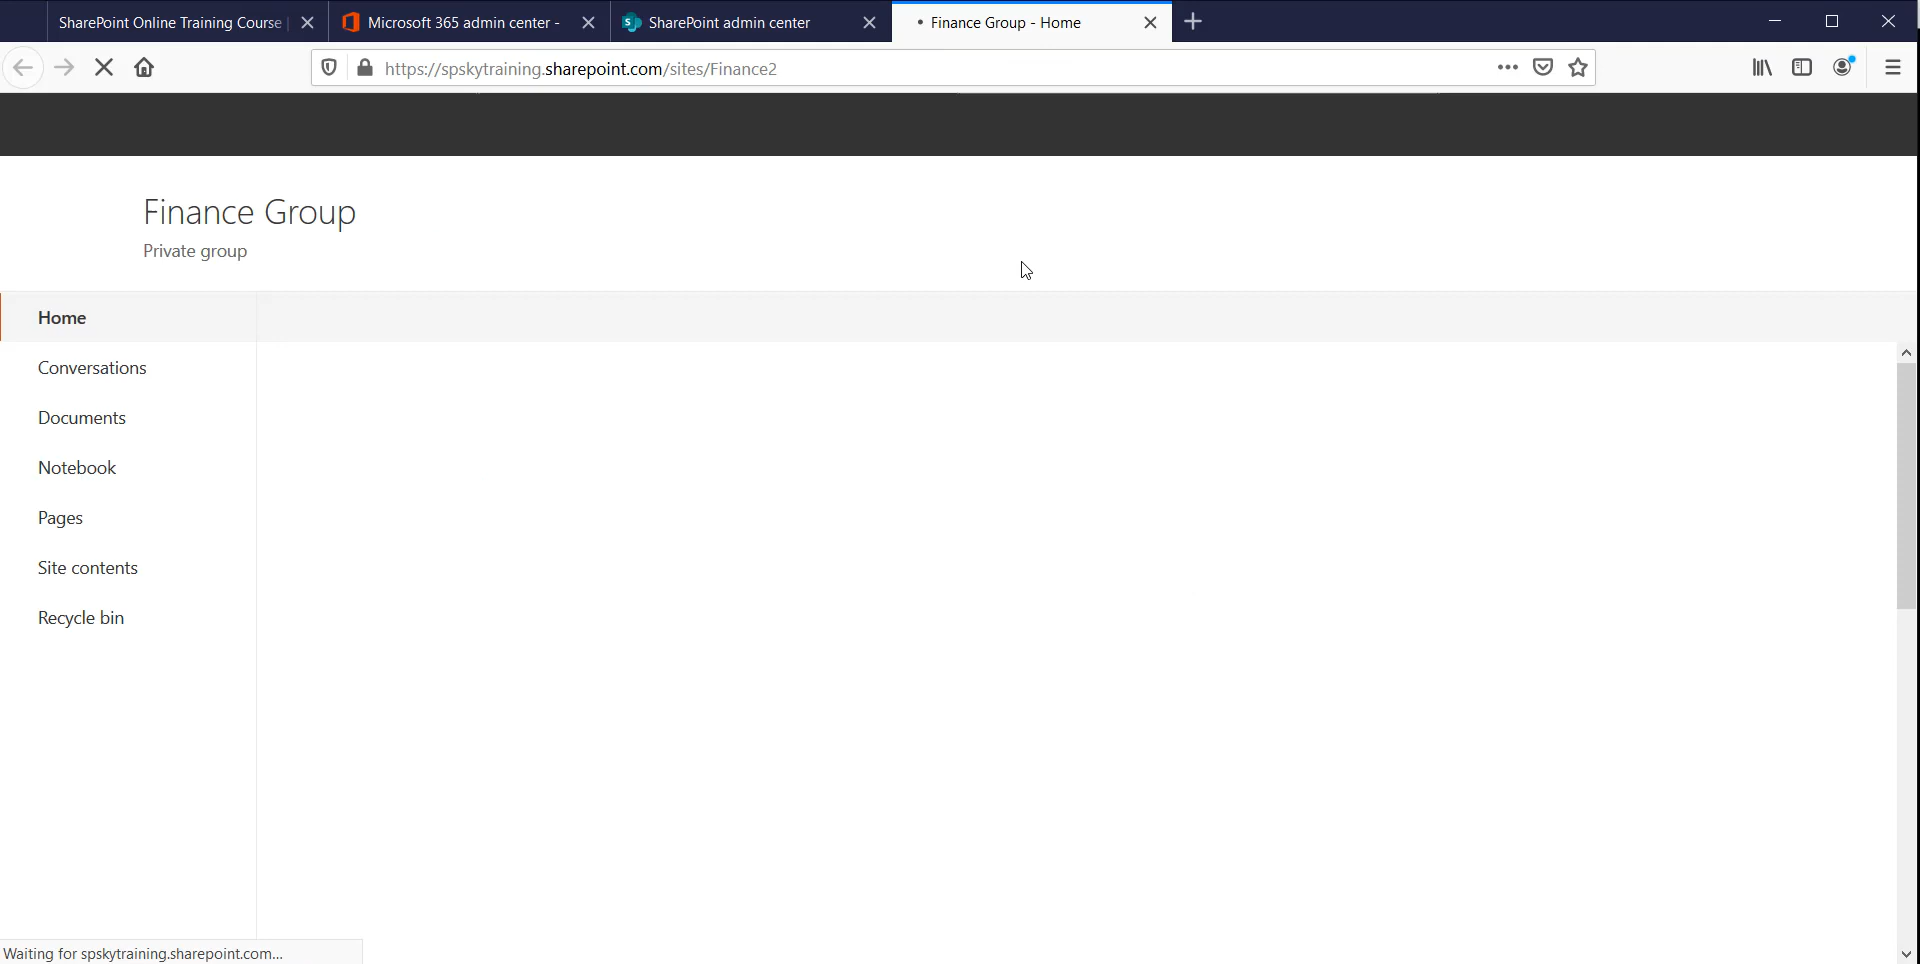 SharePoint Online Training Course
Microsoft 365 admin center -
SharePoint admin center
Finance Group - Home
https://spskytraining.sharepoint.com/sites/Finance2
Finance Group
Private group
Home
Conversations
Documents
Notebook
Pages
Site contents
Recycle bin
Waiting for spskytraining.sharepoint.com...